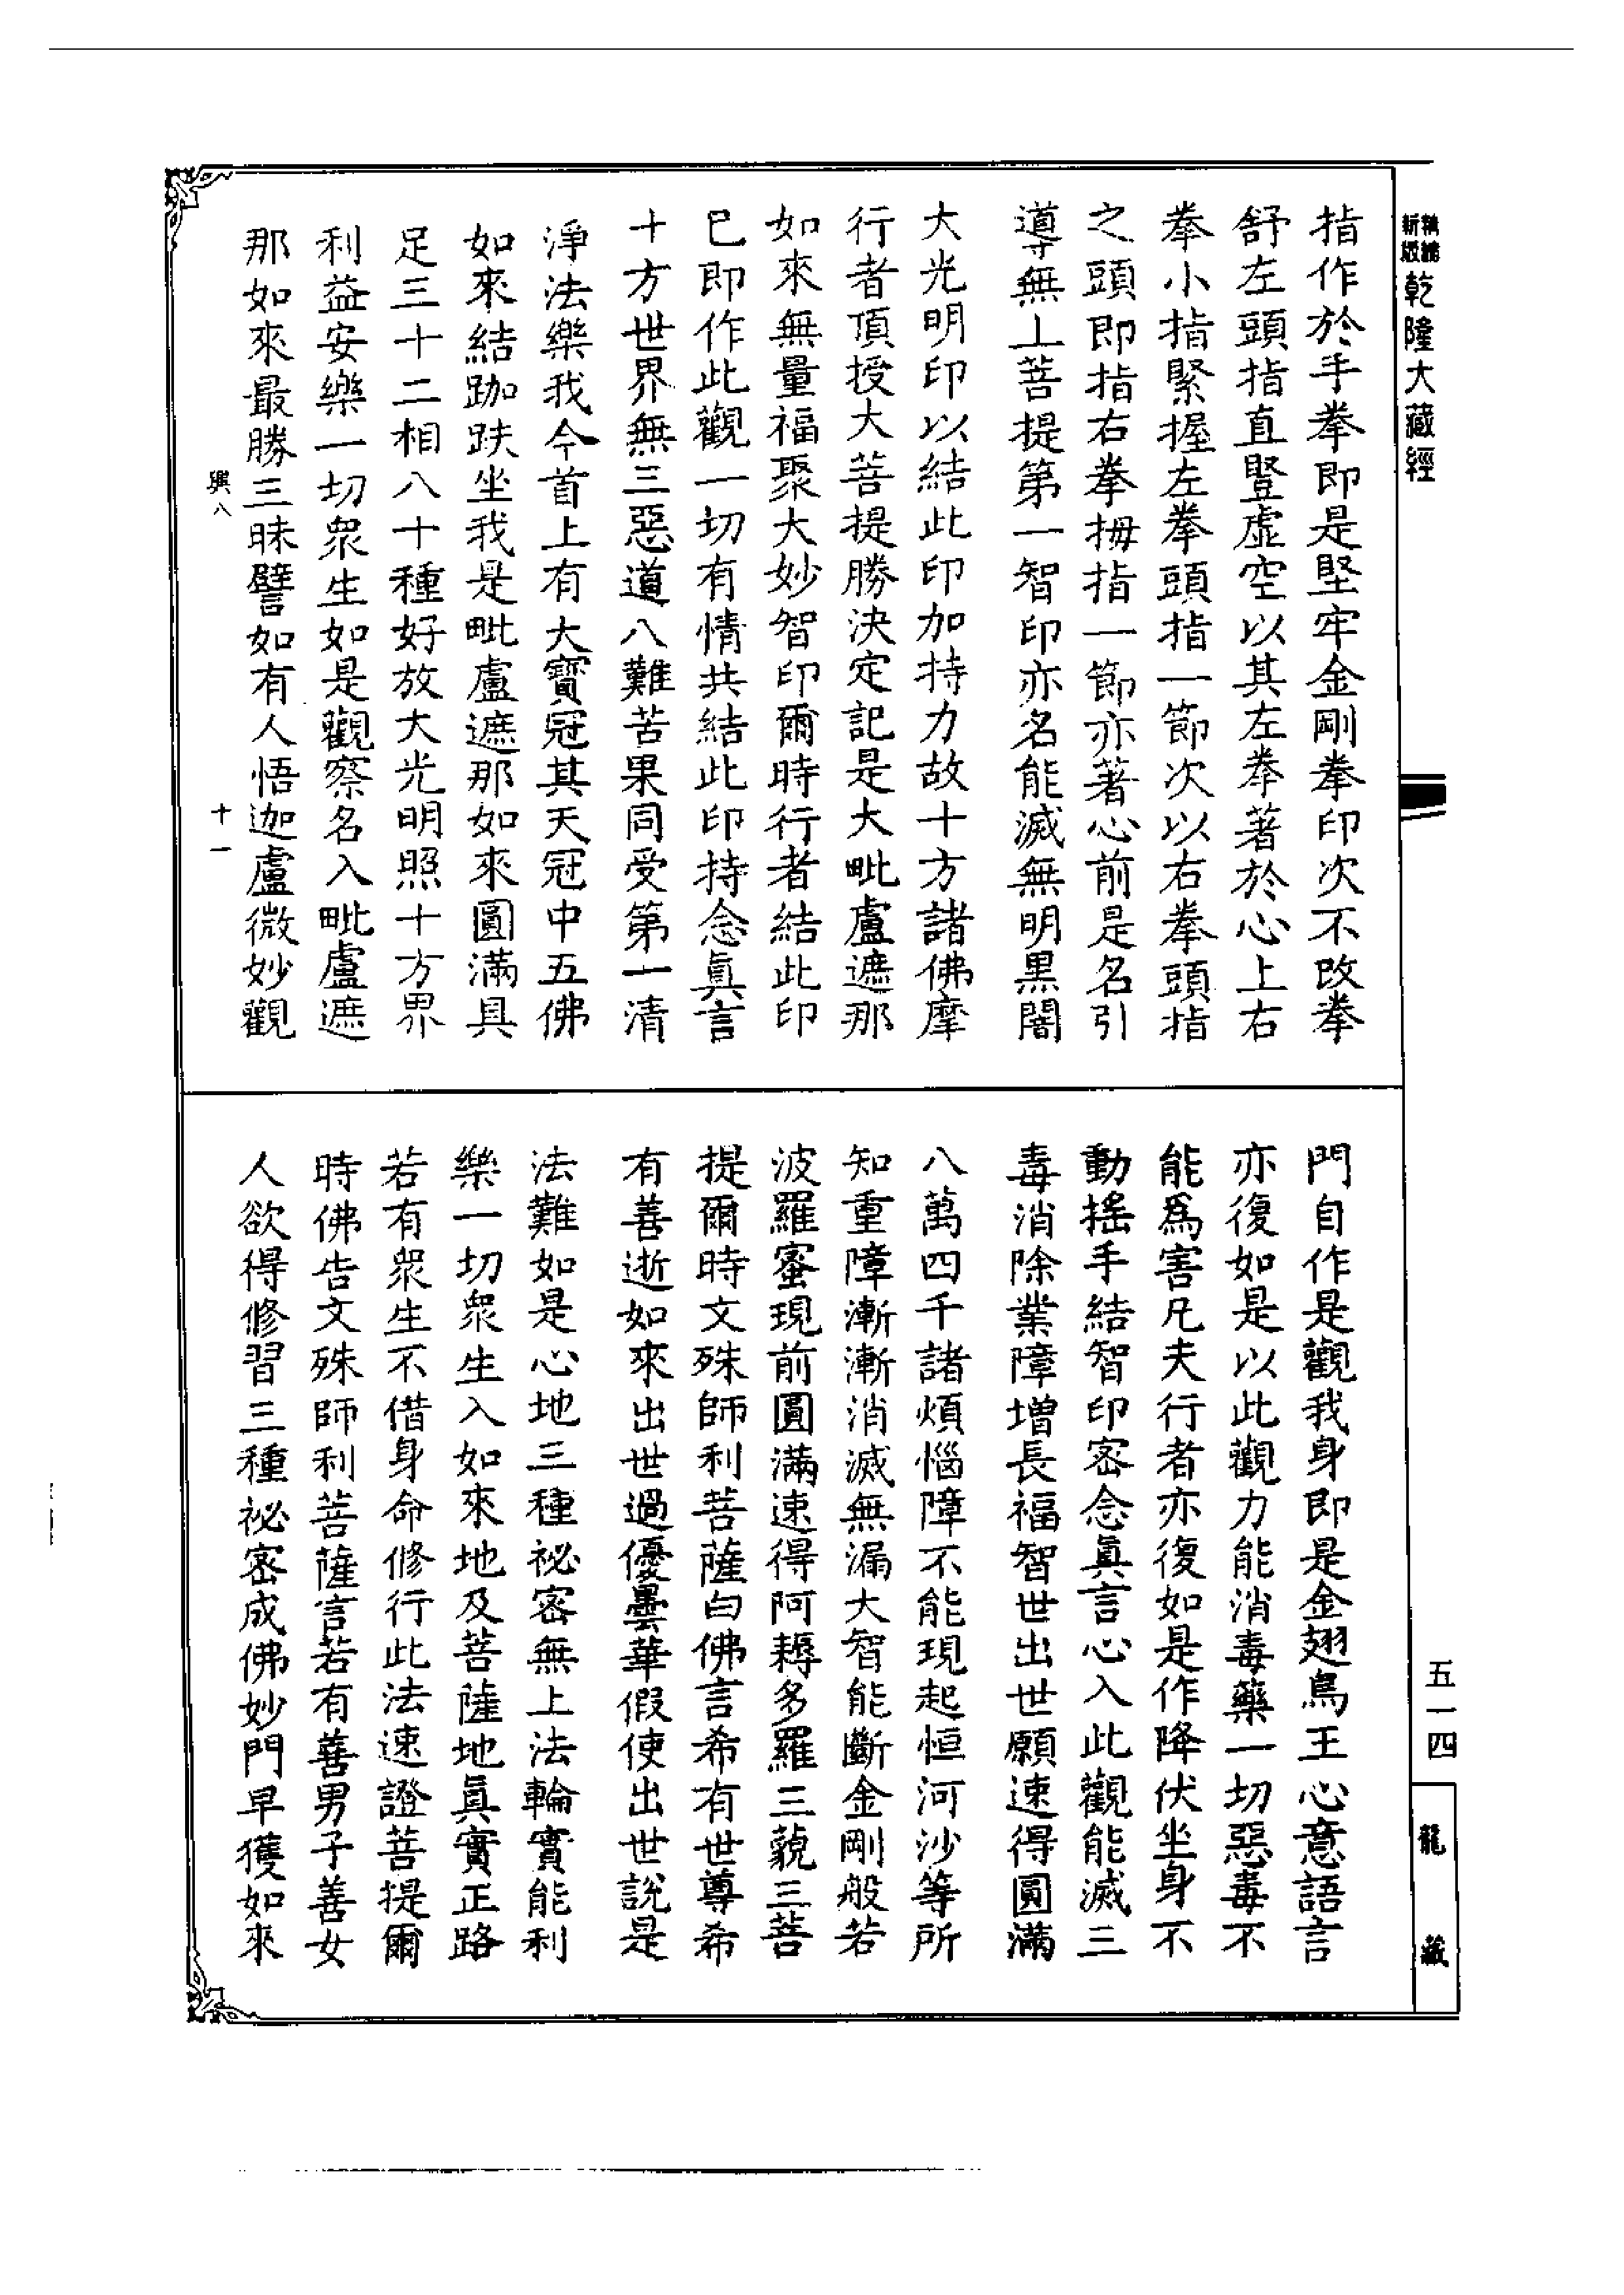 新編縮版
乾隆大藏經
指作於手拳即是堅牢金剛拳印次不改拳
舒左頭指直豎虛空以其左拳著於心上右
拳小指緊握左拳頭指一節次以右拳頭指
之頭即指右拳拇指一節亦著心前是名引
導無上菩提第一智印亦名能滅無明黑闇
大光明印以結此印加持力故十方諸佛摩
行者頂授大菩提勝決定記是大毗盧遮那
如來無量福聚大妙智印爾時行者結此印
已即作此觀一切有情共結此印持念真言
十方世界無三惡道八難苦果同受第一清
淨法樂我今首上有大寶冠其天冠中五佛
如來結跏趺坐我是毗盧遮那如來圓滿具
足三十二相八十種好放大光明照十方界
利益安樂一切眾生如是觀察名入毗盧遮
那如來最勝三昧譬如有人悟迦盧微妙觀
興八
十一
門自作是觀我身即是金翅鳥王心意語言
亦復如是以此觀力能消毒藥一切惡毒不
能為害凡夫行者亦復如是作降伏坐身不
動搖手結智印密念真言心入此觀能滅三
毒消除業障增長福智世出世願速得圓滿
八萬四千諸煩惱障不能現起恒河沙等所
知重障漸漸消滅無漏大智能斷金剛般若
波羅蜜現前圓滿速得阿耨多羅三藐三菩
提爾時文殊師利菩薩白佛言希有世尊希
有善逝如來出世過優曇華假使出世說是
法難如是心地三種祕密無上法輪實能利
樂一切眾生入如來地及菩薩地真實正路
若有眾生不借身命修行此法速證菩提爾
時佛告文殊師利菩薩言若有善男子善女
人欲得修習三種祕密成佛妙門早獲如來
五一四
龍藏